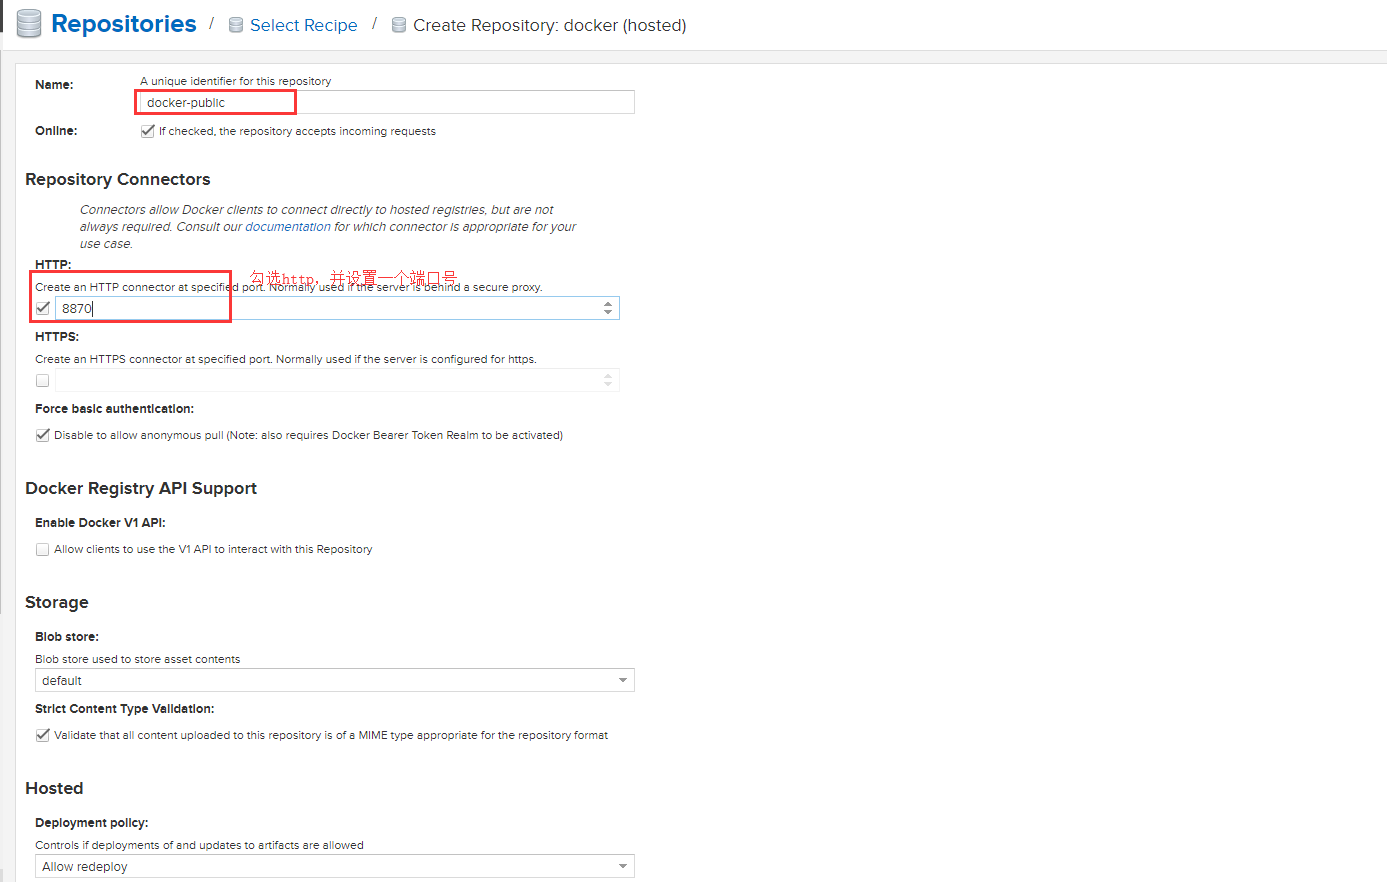 Repositories / Select Recipe / Create Repository: docker (hosted)
Name:
A unique identifier for this repository
docker-public
Online:
If checked, the repository accepts incoming requests
Repository Connectors
Connectors allow Docker clients to connect directly to hosted registries, but are not
always required. Consult our documentation for which connector is appropriate for your
use case.
HTTP:
勾选http，并设置一个端口号
Create an HTTP connector at specified port. Normally used if the server is behind a secure proxy.
8870
HTTPS:
Create an HTTPS connector at specified port. Normally used if the server is configured for https.
Force basic authentication:
Disable to allow anonymous pull (Note: also requires Docker Bearer Token Realm to be activated)
Docker Registry API Support
Enable Docker V1 API:
Allow clients to use the V1 API to interact with this Repository
Storage
Blob store:
Blob store used to store asset contents
default
Strict Content Type Validation:
Validate that all content uploaded to this repository is of a MIME type appropriate for the repository format
Hosted
Deployment policy:
Controls if deployments of and updates to artifacts are allowed
Allow redeploy